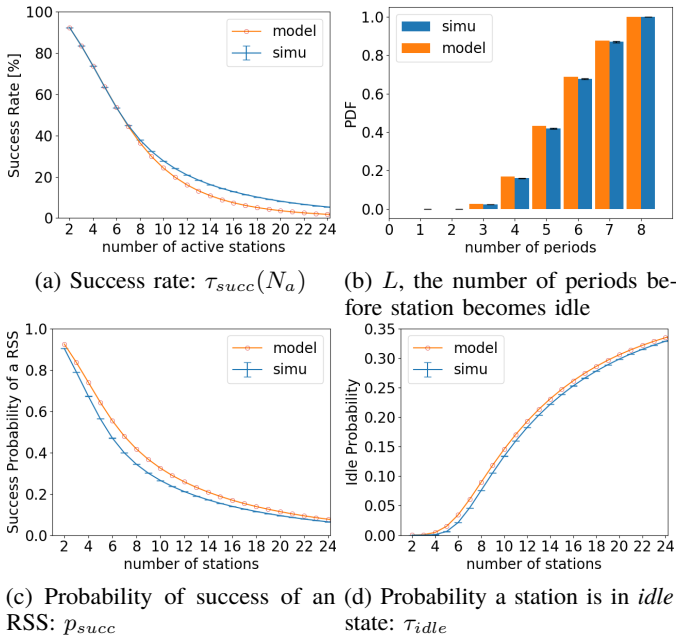 100
80
60
40
20
0
Success Rate [%]
model
simu
2 4 6 8 10 12 14 16 18 20 22 24
number of active stations
(a) Success rate: τ_succ(N_a)
1.0
0.8
0.6
0.4
0.2
0.0
PDF
simu
model
0 1 2 3 4 5 6 7 8
number of periods
(b) L, the number of periods be-
fore station becomes idle
1.0
0.8
0.6
0.4
0.2
0.0
Success Probability of a RSS
model
simu
2 4 6 8 10 12 14 16 18 20 22 24
number of stations
(c) Probability of success of an
RSS: p_succ
0.35
0.30
0.25
0.20
0.15
0.10
0.05
0.00
Idle Probability
model
simu
2 4 6 8 10 12 14 16 18 20 22 24
number of stations
(d) Probability a station is in idle
state: τ_idle